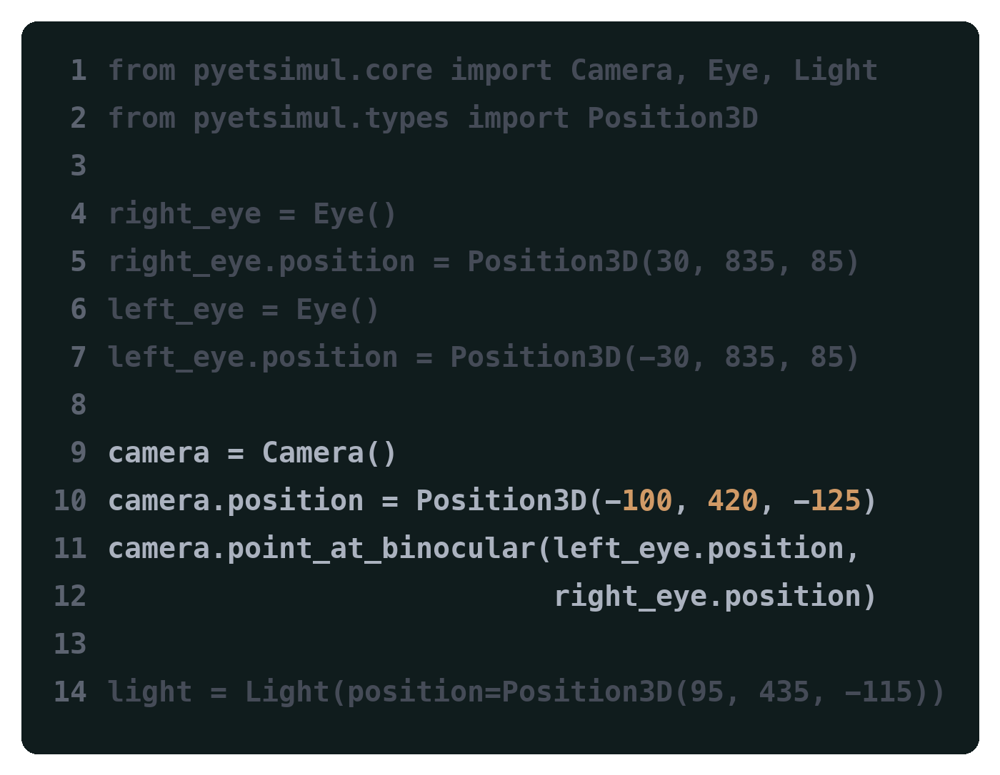 1 from pyetsimul.core import Camera, Eye, Light
2 from pyetsimul.types import Position3D
3
4 right_eye = Eye()
5 right_eye.position = Position3D(30, 835, 85)
6 left_eye = Eye()
7 left_eye.position = Position3D(−30, 835, 85)
8
9 camera = Camera()
10 camera.position = Position3D(−100, 420, −125)
11 camera.point_at_binocular(left_eye.position,
12                           right_eye.position)
13
14 light = Light(position=Position3D(95, 435, −115))